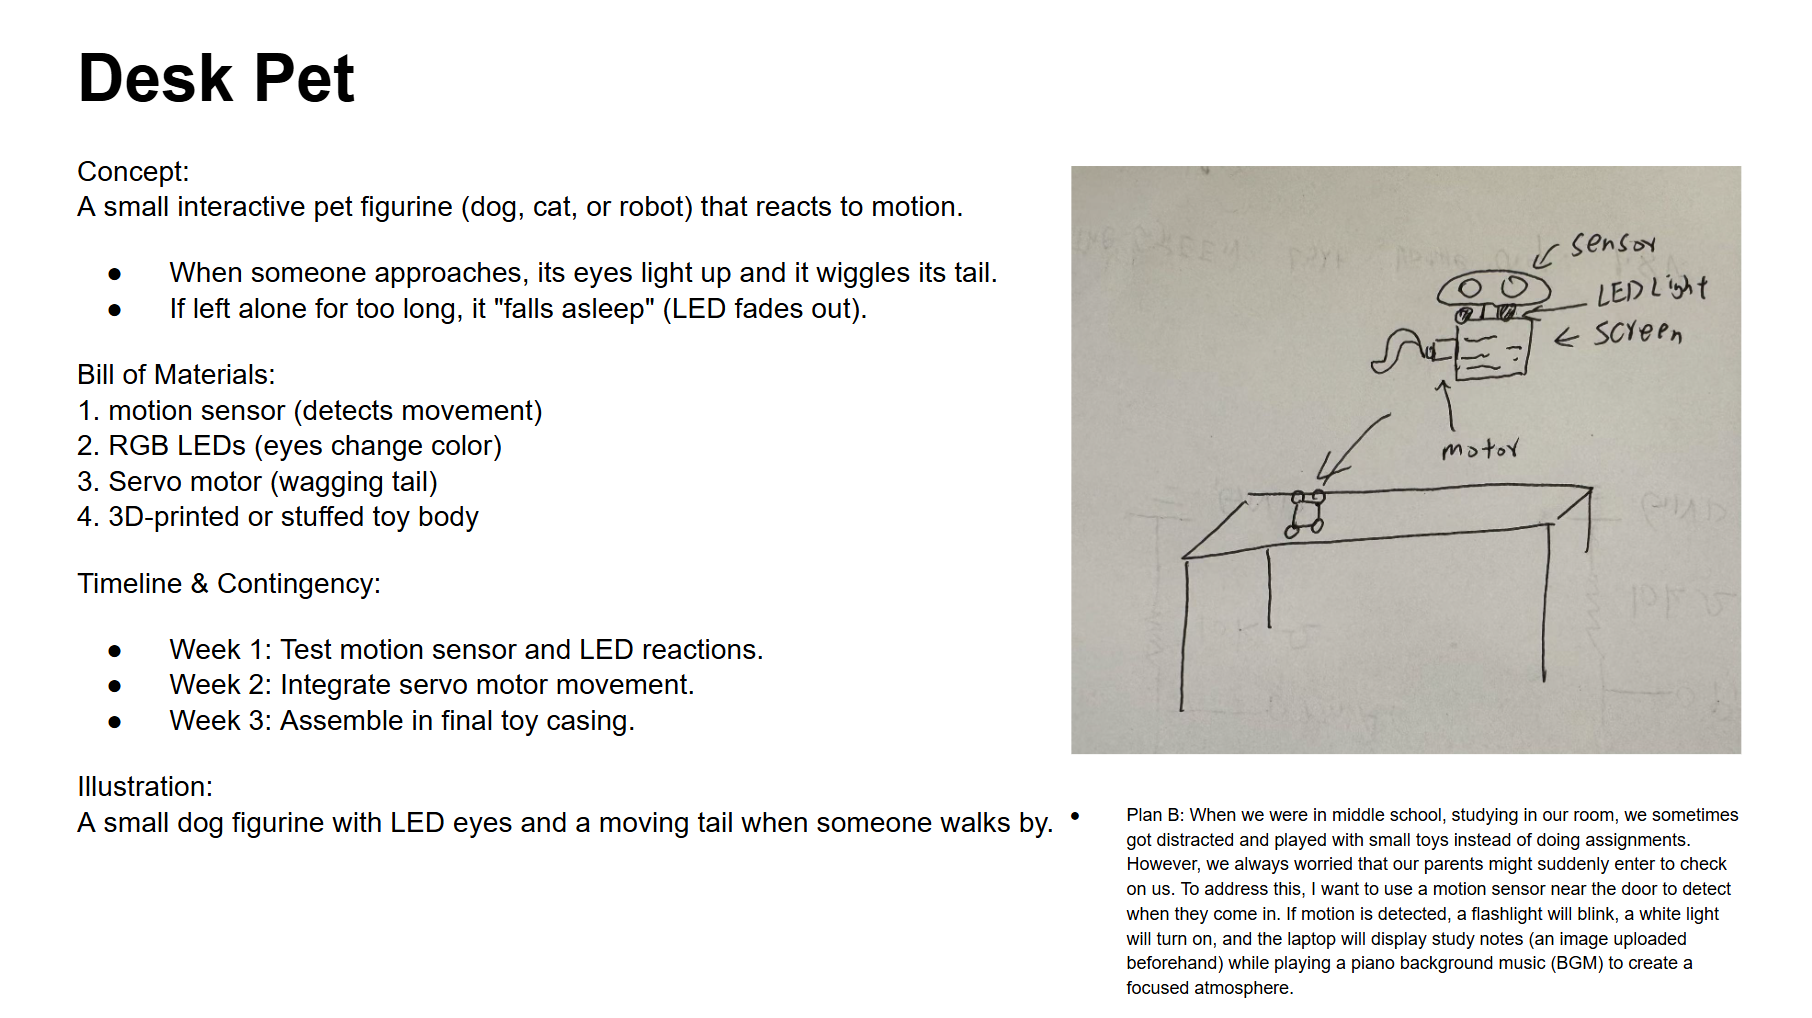 Desk Pet
Concept:
A small interactive pet figurine (dog, cat, or robot) that reacts to motion.
● When someone approaches, its eyes light up and it wiggles its tail.
● If left alone for too long, it "falls asleep" (LED fades out).
Bill of Materials:
1. motion sensor (detects movement)
2. RGB LEDs (eyes change color)
3. Servo motor (wagging tail)
4. 3D-printed or stuffed toy body
Timeline & Contingency:
● Week 1: Test motion sensor and LED reactions.
● Week 2: Integrate servo motor movement.
● Week 3: Assemble in final toy casing.
Illustration:
A small dog figurine with LED eyes and a moving tail when someone walks by.
sensor
LED Light
screen
motor
● Plan B: When we were in middle school, studying in our room, we sometimes
got distracted and played with small toys instead of doing assignments.
However, we always worried that our parents might suddenly enter to check
on us. To address this, I want to use a motion sensor near the door to detect
when they come in. If motion is detected, a flashlight will blink, a white light
will turn on, and the laptop will display study notes (an image uploaded
beforehand) while playing a piano background music (BGM) to create a
focused atmosphere.